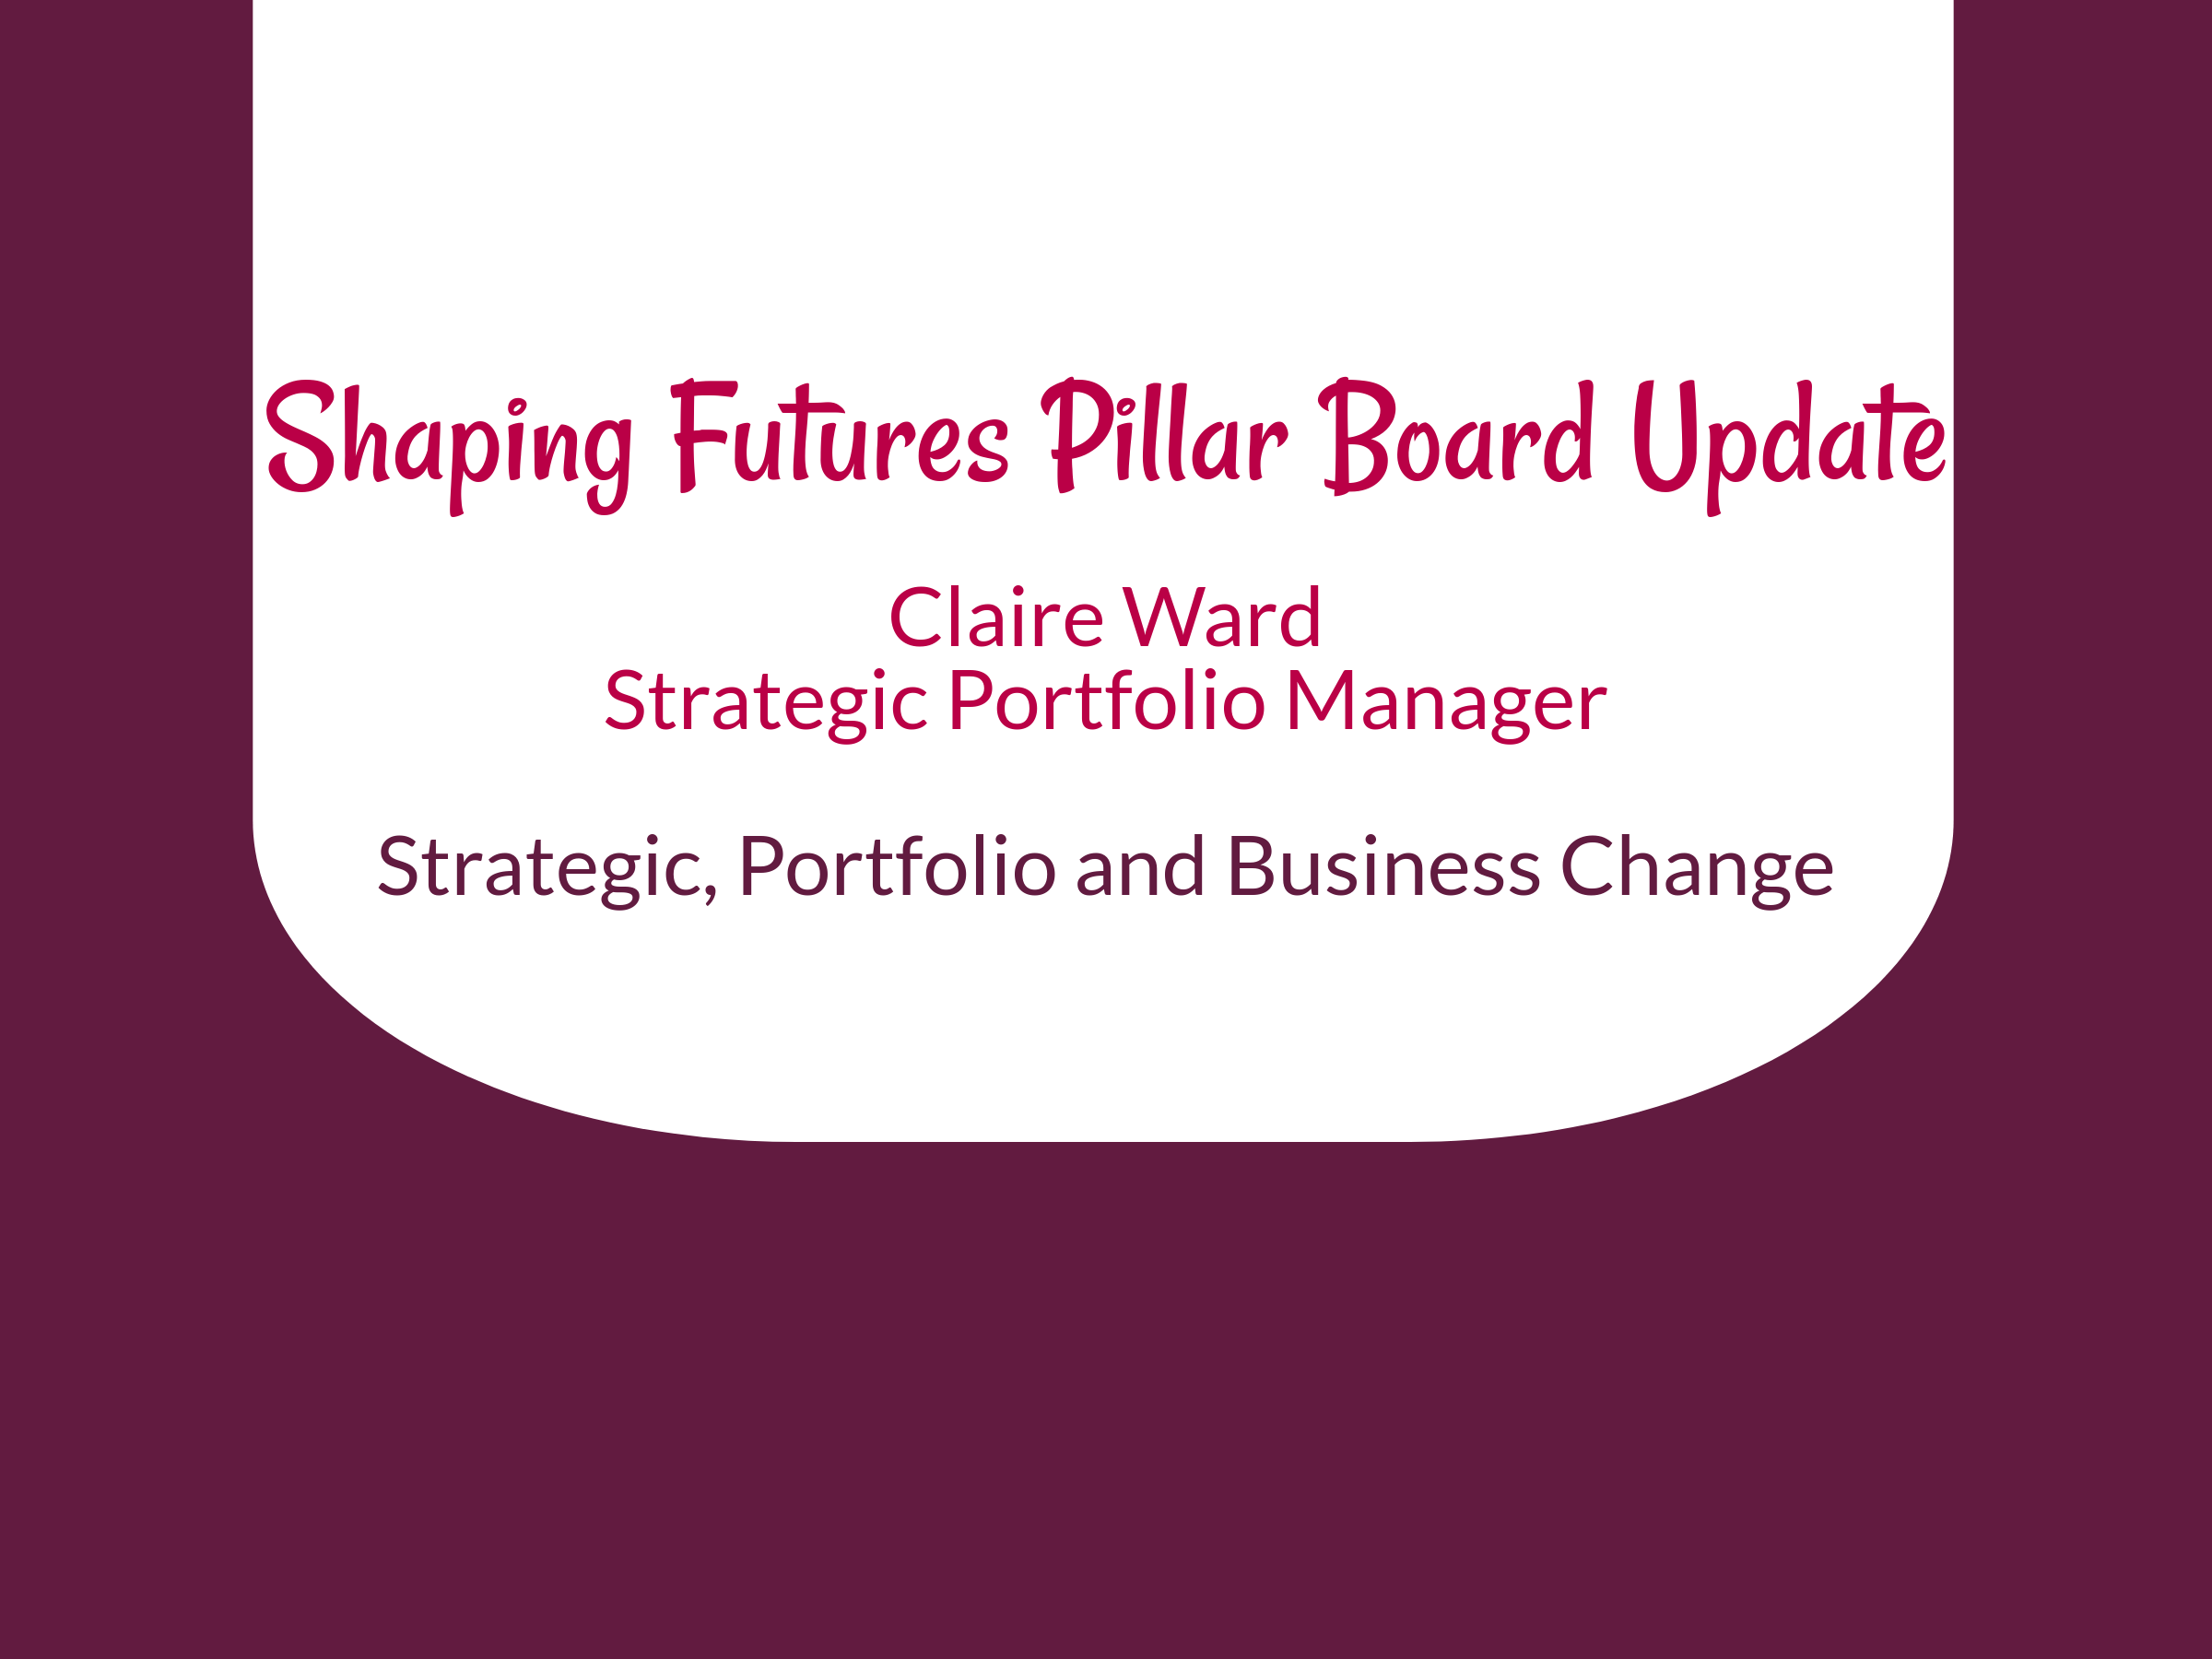 Shaping Futures Pillar Board Update
Claire Ward
Strategic Portfolio Manager
Strategic, Portfolio and Business Change